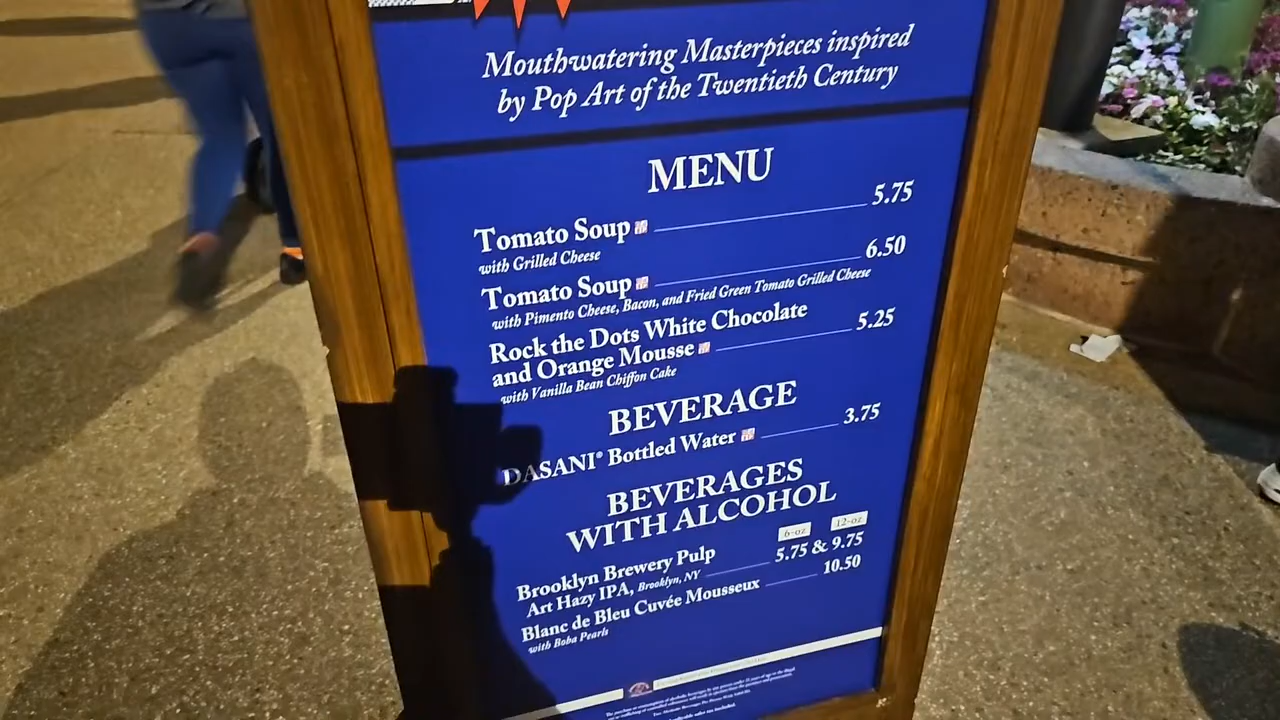 Mouthwatering Masterpieces inspired
by Pop Art of the Twentieth Century
MENU
Tomato Soup 5.75
with Grilled Cheese
Tomato Soup 6.50
with Pimento Cheese, Bacon, and Fried Green Tomato Grilled Cheese
Rock the Dots White Chocolate
and Orange Mousse 5.25
with Vanilla Bean Chiffon Cake
BEVERAGE
DASANI® Bottled Water 3.75
BEVERAGES
WITH ALCOHOL
6-oz 12-oz
Brooklyn Brewery Pulp
Art Hazy IPA, Brooklyn, NY 5.75 & 9.75
Blanc de Bleu Cuvée Mousseux 10.50
with Boba Pearls